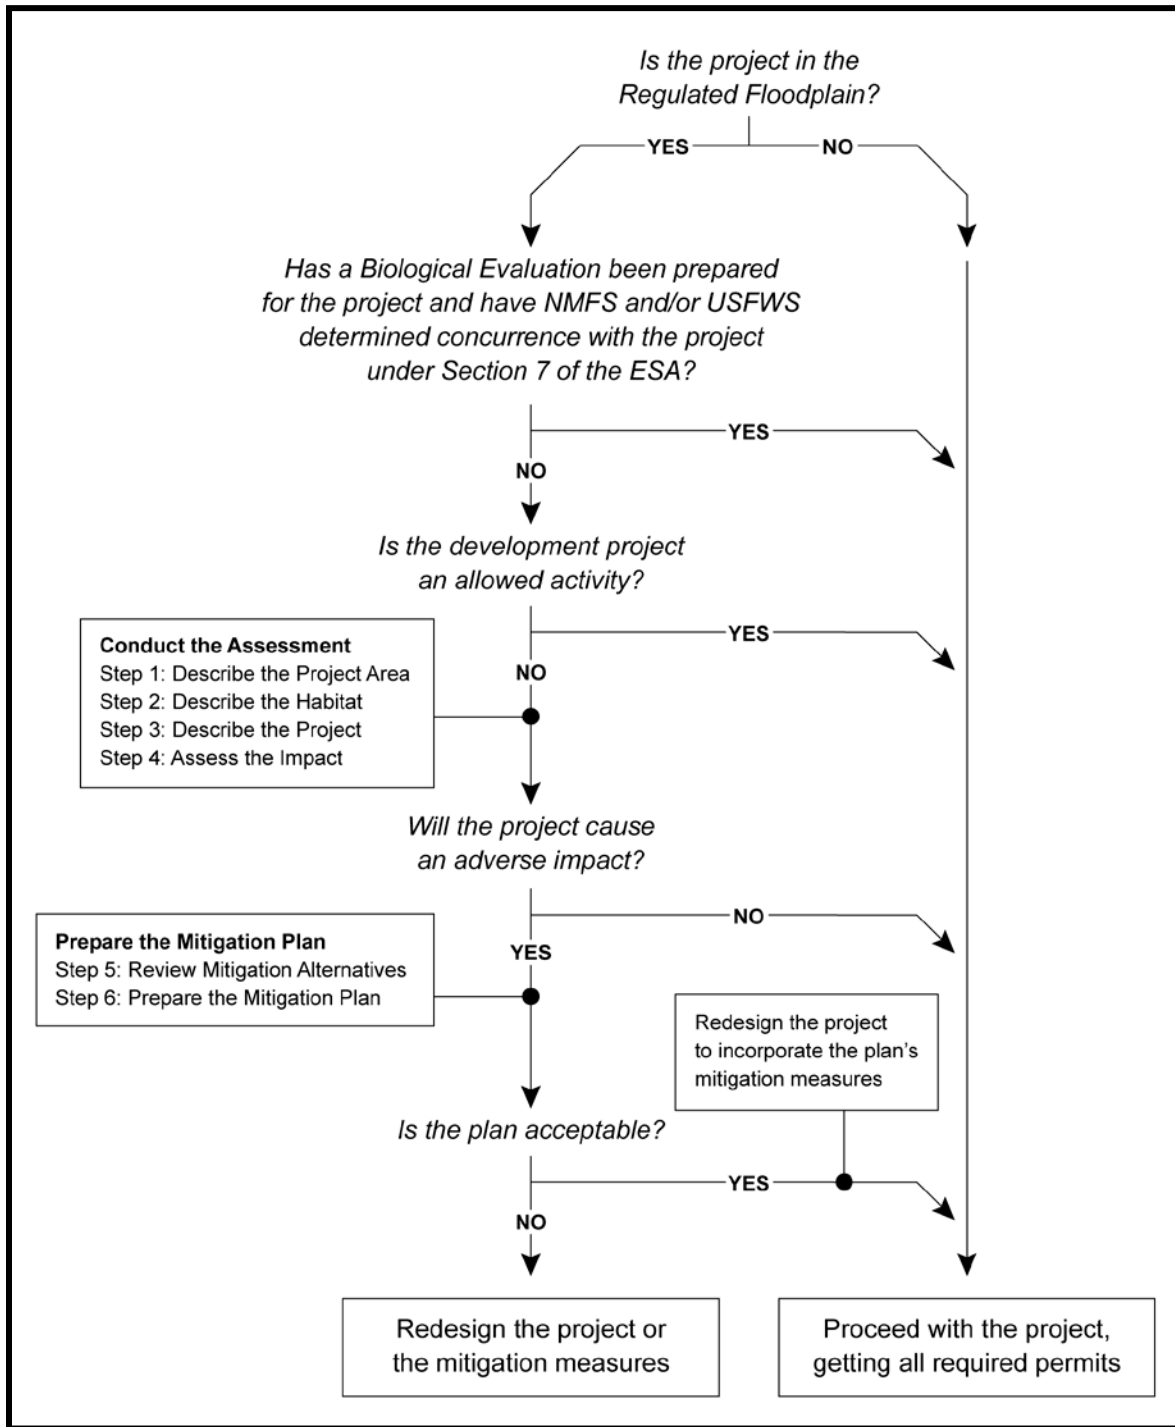 Is the project in the
Regulated Floodplain?
YES
NO
Has a Biological Evaluation been prepared
for the project and have NMFS and/or USFWS
determined concurrence with the project
under Section 7 of the ESA?
YES
NO
Is the development project
an allowed activity?
YES
Conduct the Assessment
Step 1: Describe the Project Area
Step 2: Describe the Habitat
Step 3: Describe the Project
Step 4: Assess the Impact
NO
Will the project cause
an adverse impact?
NO
Prepare the Mitigation Plan
Step 5: Review Mitigation Alternatives
Step 6: Prepare the Mitigation Plan
YES
Redesign the project
to incorporate the plan's
mitigation measures
Is the plan acceptable?
YES
NO
Redesign the project or
the mitigation measures
Proceed with the project,
getting all required permits